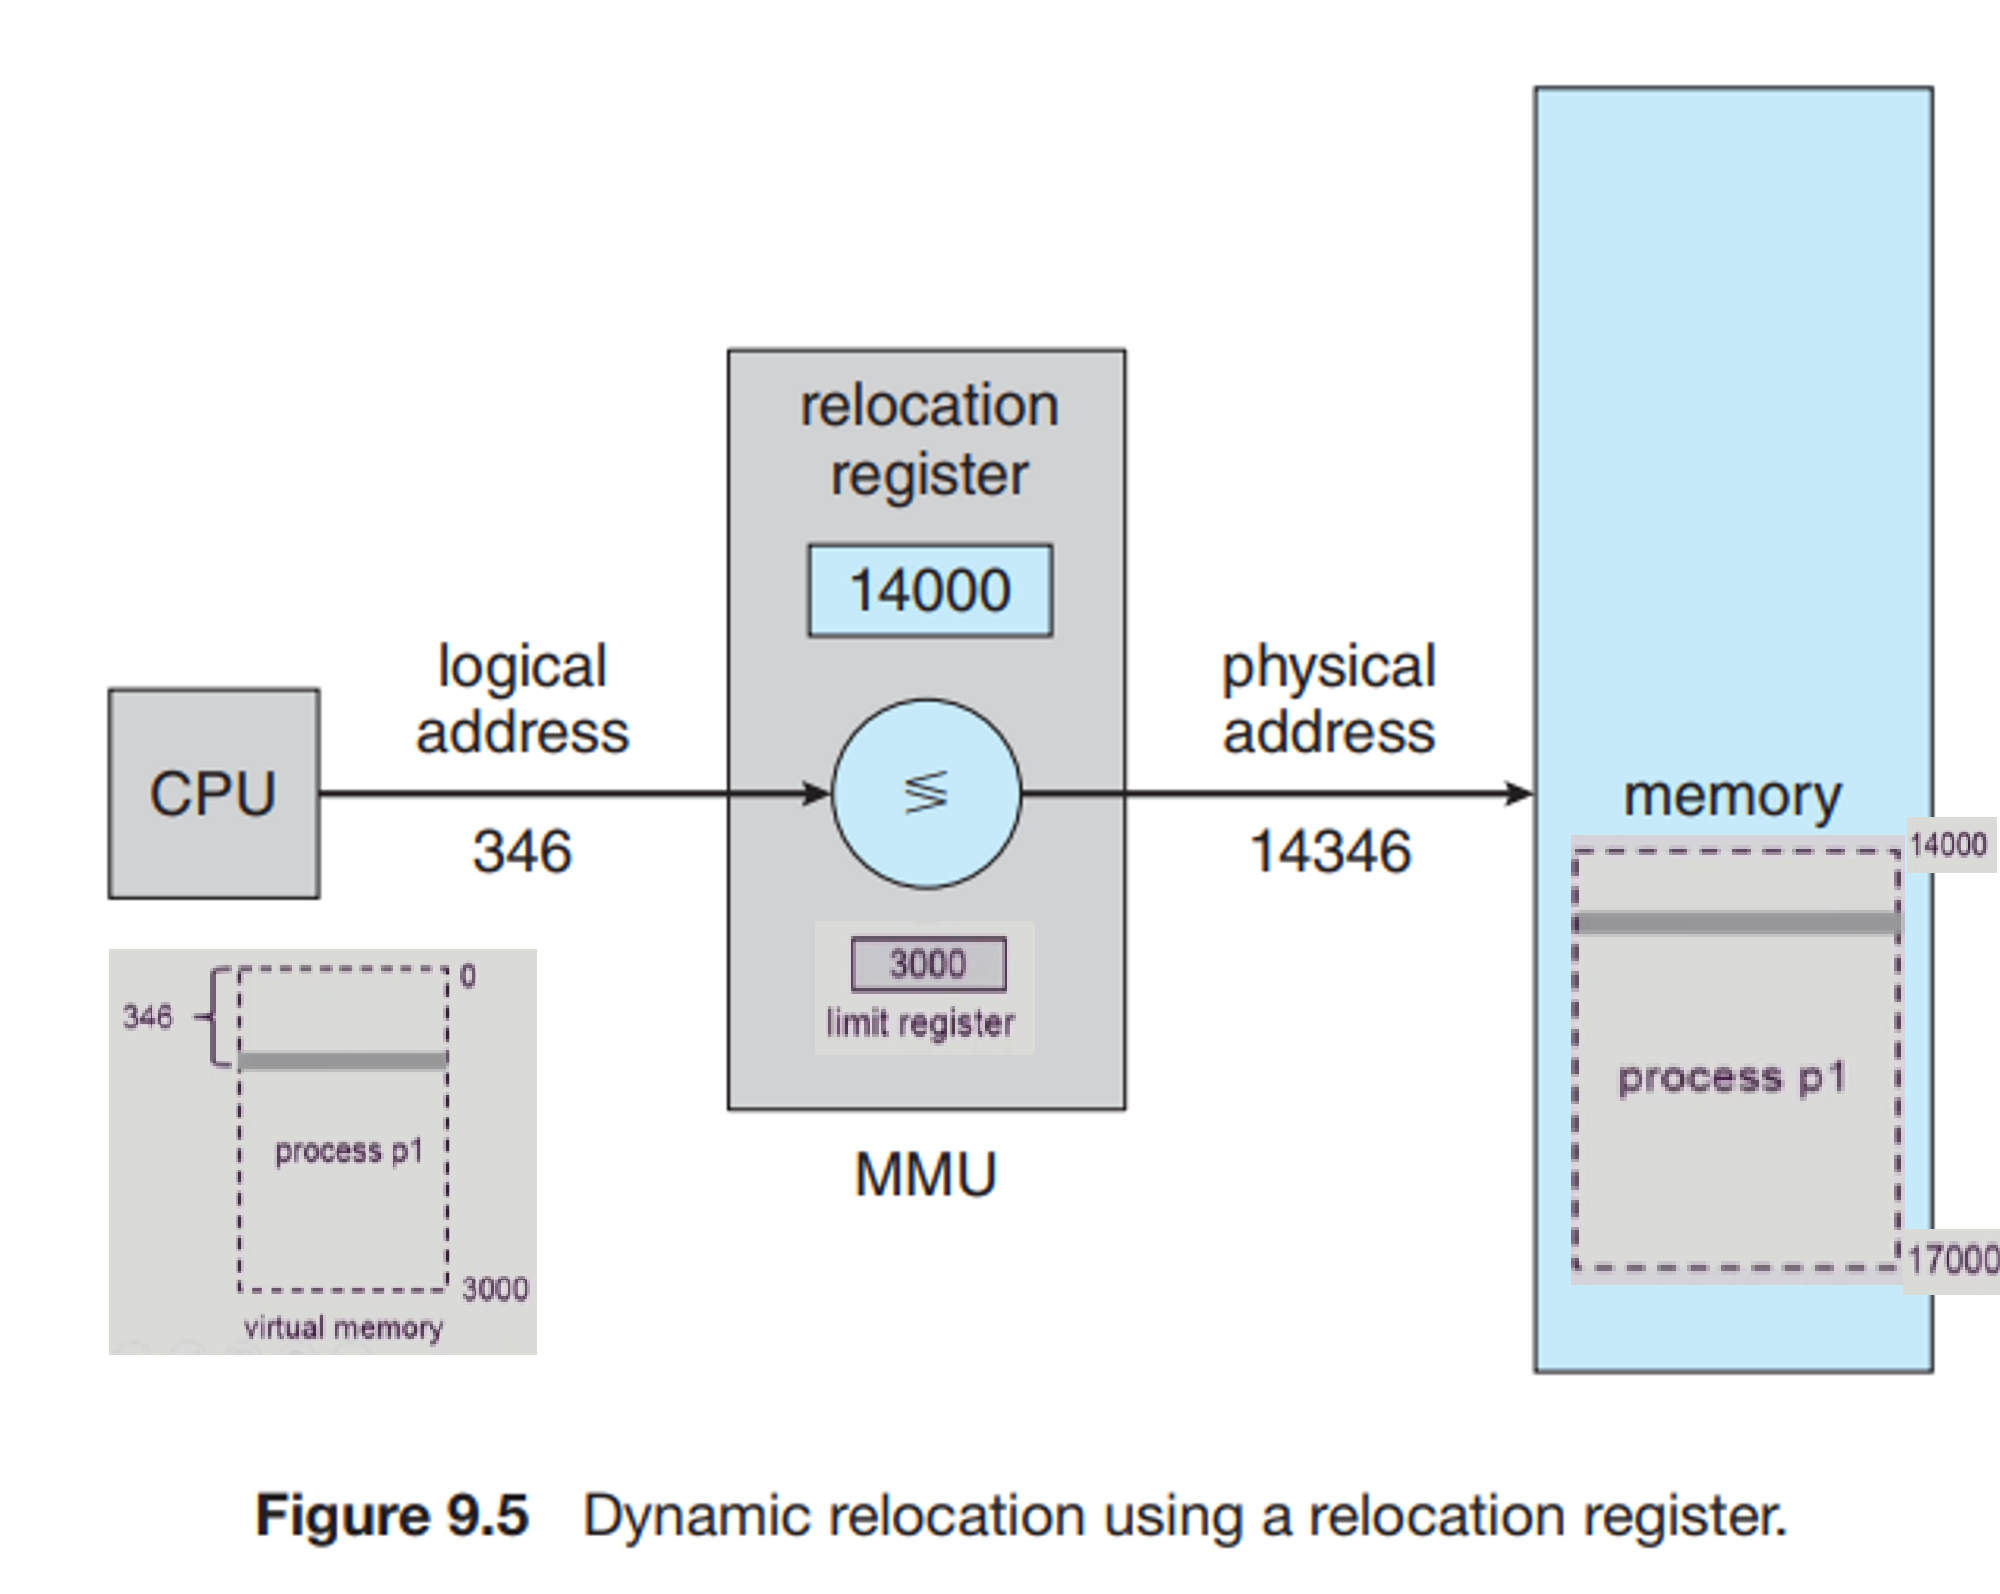 relocation
register
14000
logical
address
physical
address
CPU
≶
memory
346
14346
14000
3000
limit register
0
346
process p1
process p1
MMU
3000
17000
virtual memory
Figure 9.5 Dynamic relocation using a relocation register.